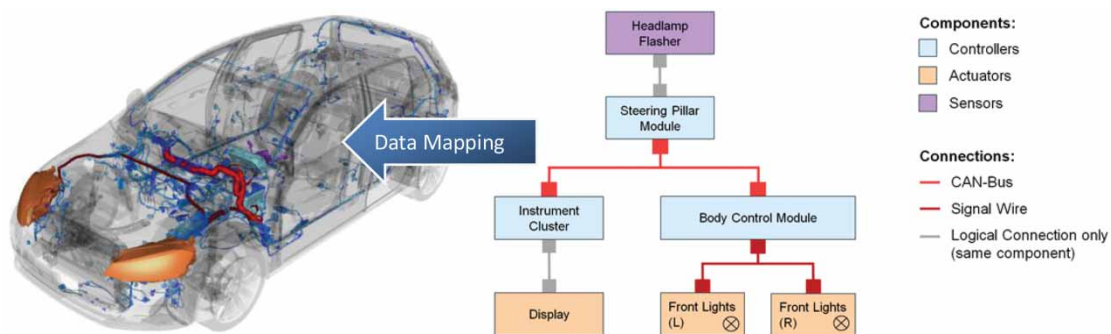 Data Mapping
Headlamp
Flasher
Steering Pillar
Module
Instrument
Cluster
Body Control Module
Display
Front Lights
(L)
Front Lights
(R)
Components:
Controllers
Actuators
Sensors
Connections:
CAN-Bus
Signal Wire
Logical Connection only
(same component)